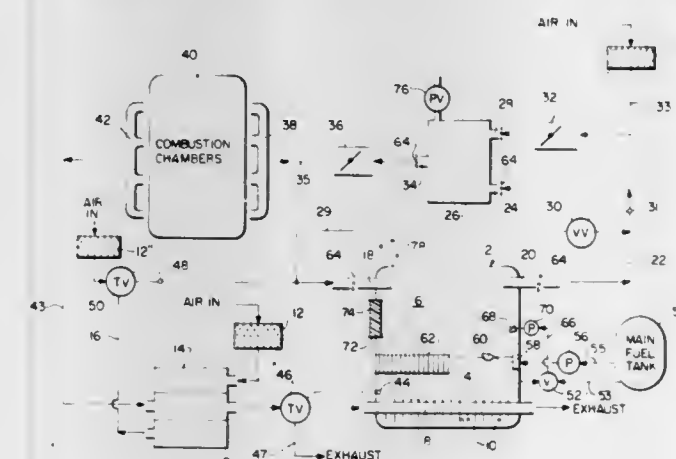 AIR IN
40
76
PV
28
32
33
42
COMBUSTION
CHAMBERS
38
36
64
64
35
34
24
31
AIR
IN
26
30
VV
12"
29
64
18
78
2
20
64
22
TV
48
43
50
AIR IN
12
74
6
68
70
P
66
MAIN
FUEL
TANK
16
14
72
62
60
58
56
P
55
46
44
4
V
52
53
TV
EXHAUST
47
8
10
EXHAUST